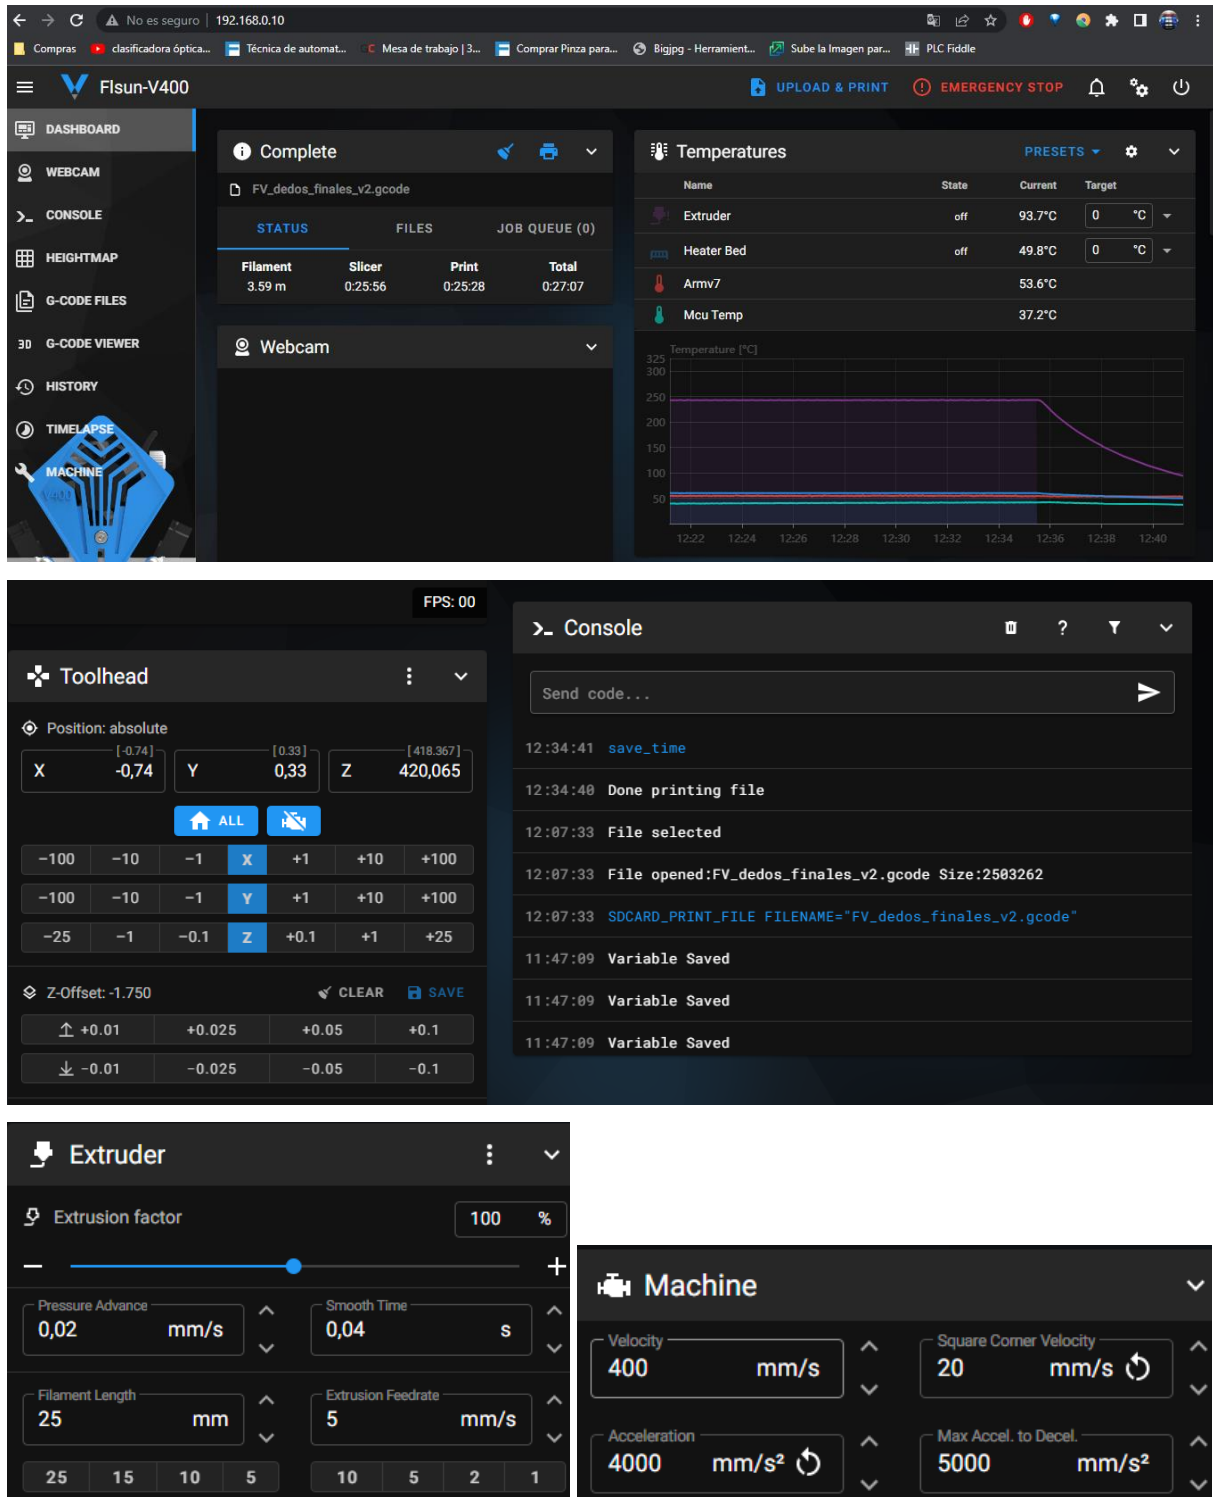 No es seguro | 192.168.0.10
Compras clasificadora óptica... Técnica de automat... Mesa de trabajo | 3... Comprar Pinza para... Bigjpg - Herramient... Sube la Imagen par... PLC Fiddle
Flsun-V400 UPLOAD & PRINT EMERGENCY STOP
DASHBOARD
WEBCAM
CONSOLE
HEIGHTMAP
G-CODE FILES
3D G-CODE VIEWER
HISTORY
TIMELAPSE
MACHINE
V400
Complete
FV_dedos_finales_v2.gcode
STATUS FILES JOB QUEUE (0)
Filament Slicer Print Total
3.59 m 0:25:56 0:25:28 0:27:07
Webcam
Temperatures PRESETS
Name State Current Target
Extruder off 93.7°C 0 °C
Heater Bed off 49.8°C 0 °C
Armv7 53.6°C
Mcu Temp 37.2°C
Temperature [°C]
325
300
250
200
150
100
50
12:22 12:24 12:26 12:28 12:30 12:32 12:34 12:36 12:38 12:40
FPS: 00
Toolhead
Position: absolute
[-0.74] [0.33] [418.367]
X -0,74 Y 0,33 Z 420,065
ALL
−100 −10 −1 X +1 +10 +100
−100 −10 −1 Y +1 +10 +100
−25 −1 −0.1 Z +0.1 +1 +25
Z-Offset: -1.750 CLEAR SAVE
+0.01 +0.025 +0.05 +0.1
−0.01 −0.025 −0.05 −0.1
Console
Send code...
12:34:41 save_time
12:34:40 Done printing file
12:07:33 File selected
12:07:33 File opened:FV_dedos_finales_v2.gcode Size:2503262
12:07:33 SDCARD_PRINT_FILE FILENAME="FV_dedos_finales_v2.gcode"
11:47:09 Variable Saved
11:47:09 Variable Saved
11:47:09 Variable Saved
Extruder
Extrusion factor 100 %
Pressure Advance Smooth Time
0,02 mm/s 0,04 s
Filament Length Extrusion Feedrate
25 mm 5 mm/s
25 15 10 5 10 5 2 1
Machine
Velocity Square Corner Velocity
400 mm/s 20 mm/s
Acceleration Max Accel. to Decel.
4000 mm/s² 5000 mm/s²